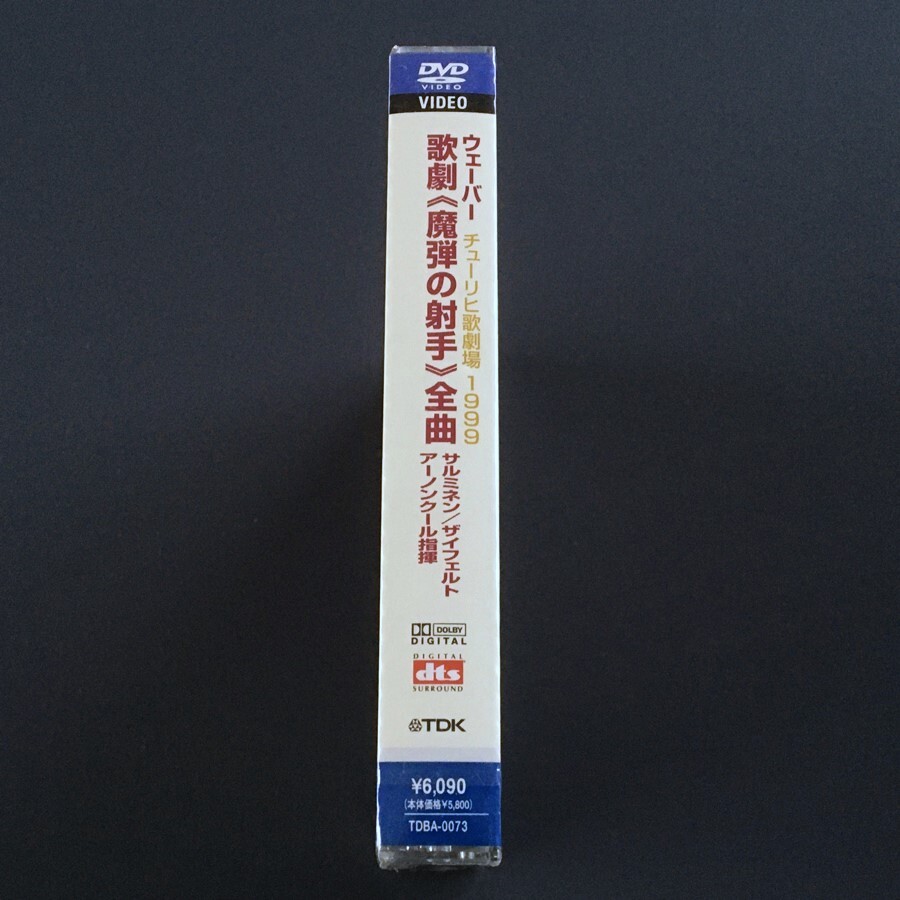 DVD
VIDEO
VIDEO
ウェーバー チューリヒ歌劇場 1999
歌劇《魔弾の射手》全曲
サルミネン/ザイフェルト
アーノンクール指揮
DOLBY
DIGITAL
DIGITAL
dts
SURROUND
TDK
¥6,090
(本体価格¥5,800)
TDBA-0073